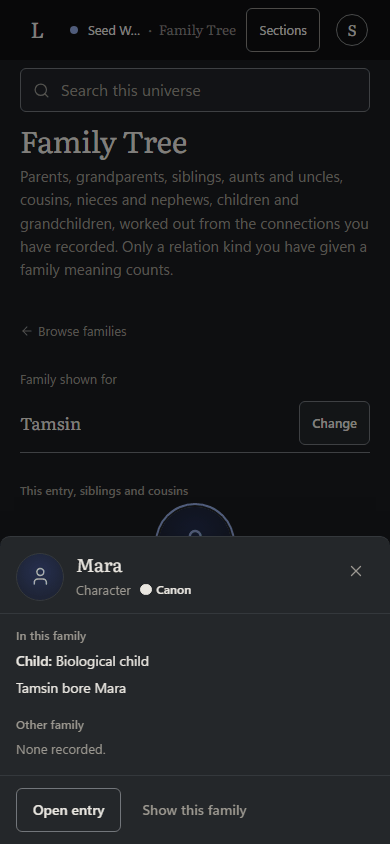 L
Seed W... · Family Tree
Sections
S
Search this universe
Family Tree
Parents, grandparents, siblings, aunts and uncles,
cousins, nieces and nephews, children and
grandchildren, worked out from the connections you
have recorded. Only a relation kind you have given a
family meaning counts.
← Browse families
Family shown for
Tamsin
Change
This entry, siblings and cousins
Mara
Character
Canon
In this family
Child: Biological child
Tamsin bore Mara
Other family
None recorded.
Open entry
Show this family